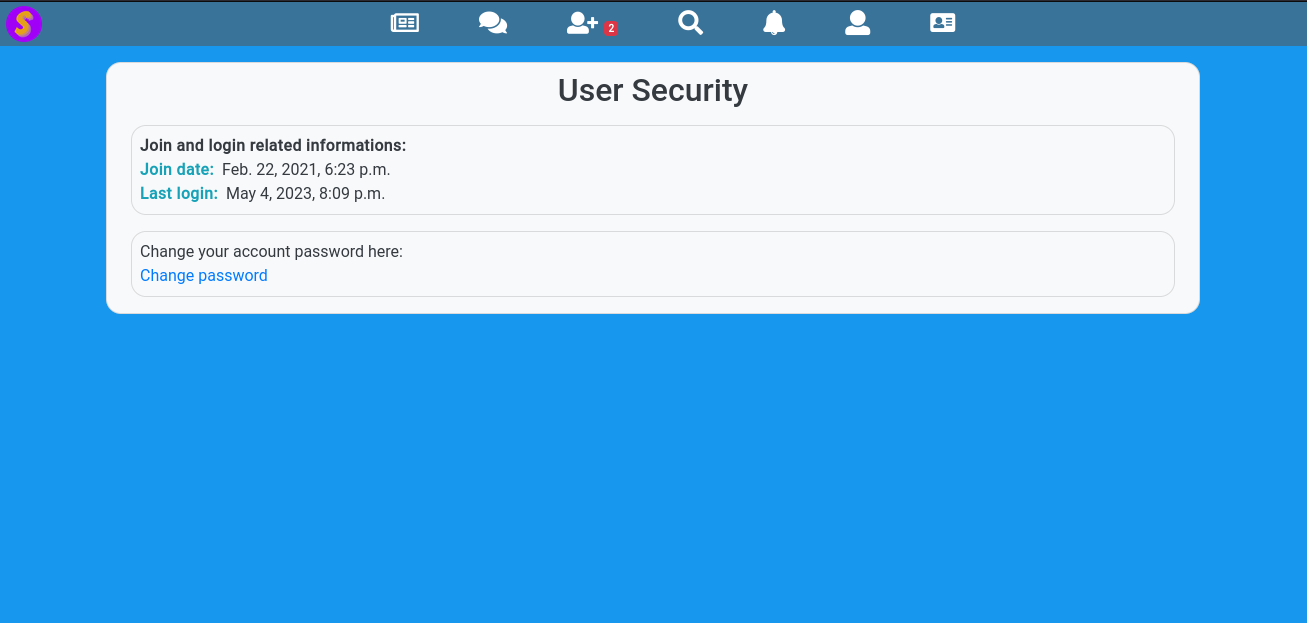 2
User Security
Join and login related informations:
Join date: Feb. 22, 2021, 6:23 p.m.
Last login: May 4, 2023, 8:09 p.m.
Change your account password here:
Change password